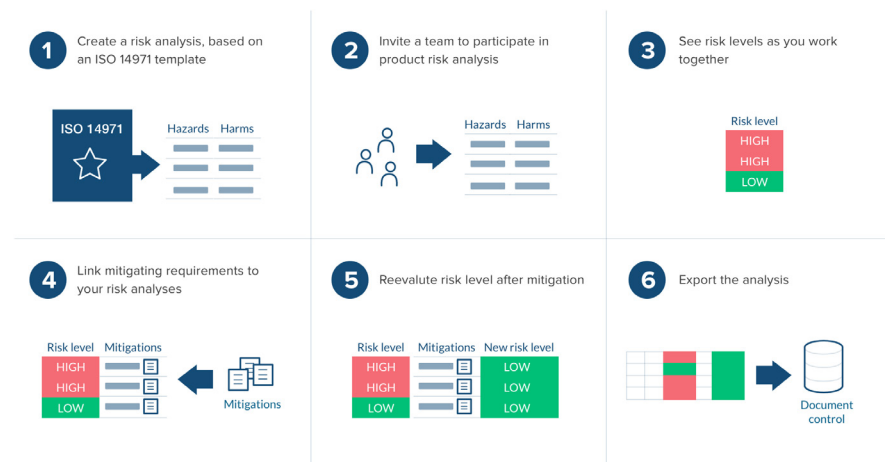 1
Create a risk analysis, based on
an ISO 14971 template
ISO 14971
Hazards Harms
2
Invite a team to participate in
product risk analysis
Hazards Harms
3
See risk levels as you work
together
Risk level
HIGH
HIGH
LOW
4
Link mitigating requirements to
your risk analyses
Risk level Mitigations
HIGH
HIGH
LOW
Mitigations
5
Reevalute risk level after mitigation
Risk level Mitigations New risk level
HIGH LOW
HIGH LOW
LOW LOW
6
Export the analysis
Document
control